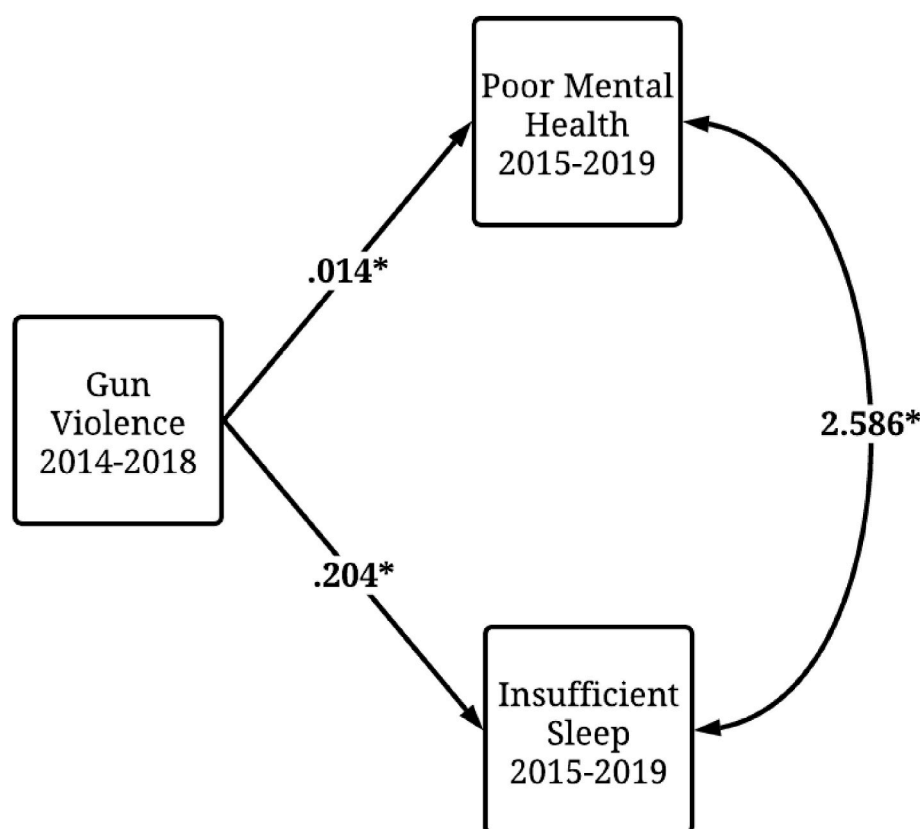 Poor Mental
Health
2015-2019
.014*
Gun
Violence
2014-2018
2.586*
.204*
Insufficient
Sleep
2015-2019